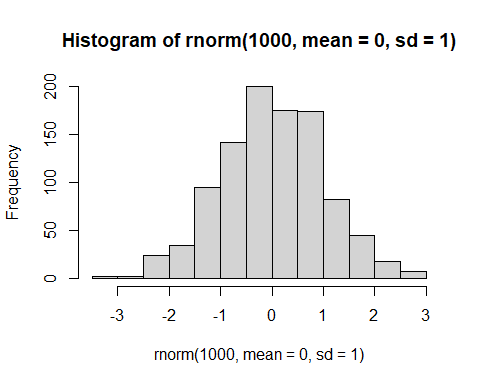 Histogram of rnorm(1000, mean = 0, sd = 1)
Frequency
200
150
100
50
0
-3 -2 -1 0 1 2 3
rnorm(1000, mean = 0, sd = 1)